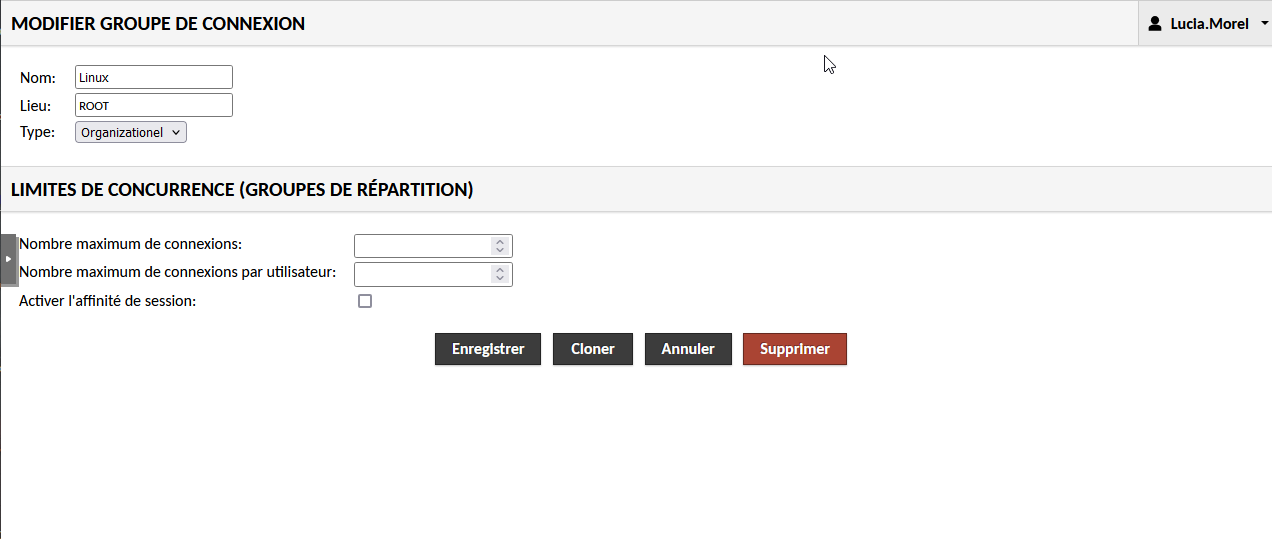 MODIFIER GROUPE DE CONNEXION
Lucia.Morel
Nom: Linux
Lieu: ROOT
Type: Organizationel
LIMITES DE CONCURRENCE (GROUPES DE RÉPARTITION)
Nombre maximum de connexions:
Nombre maximum de connexions par utilisateur:
Activer l'affinité de session:
Enregistrer Cloner Annuler Supprimer